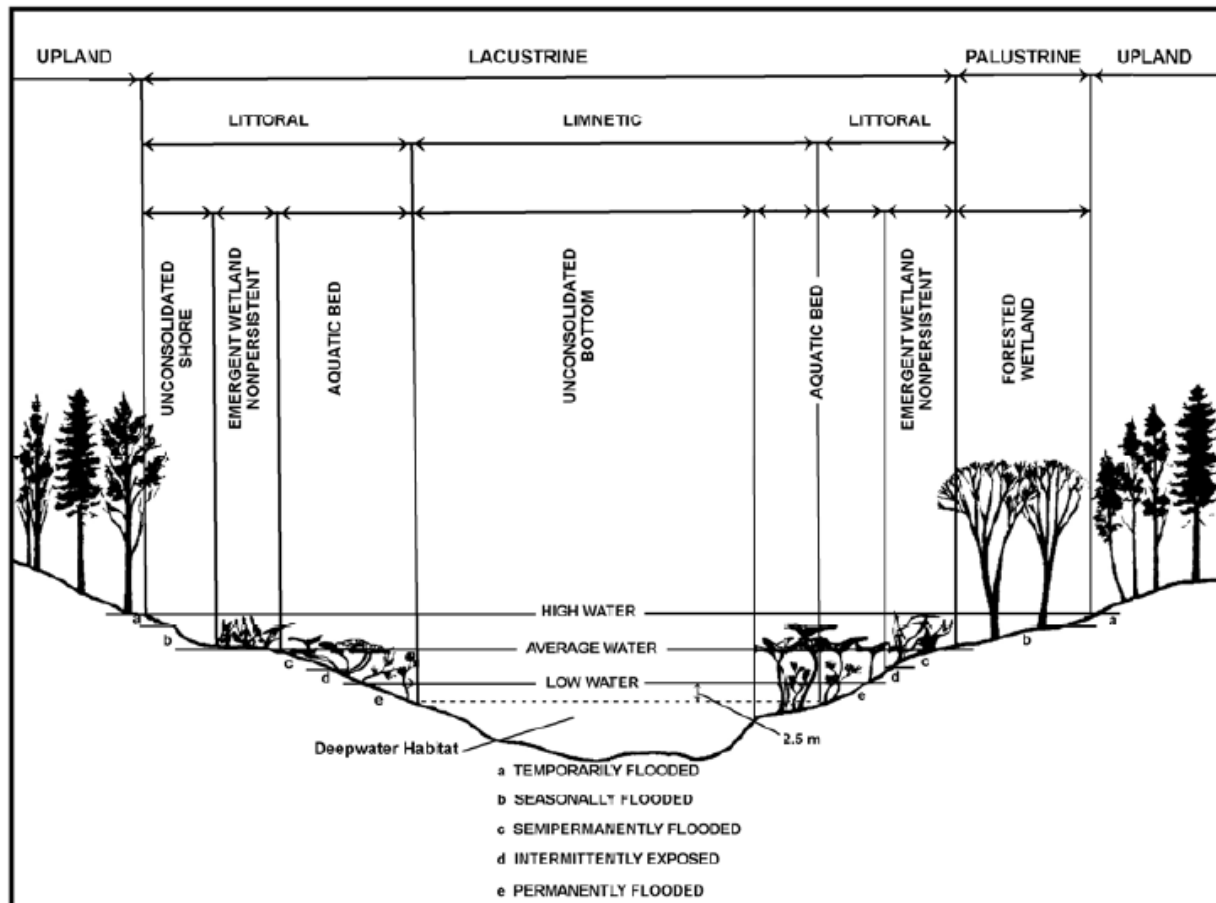 UPLAND
LACUSTRINE
PALUSTRINE
UPLAND
LITTORAL
LIMNETIC
LITTORAL
UNCONSOLIDATED
SHORE
EMERGENT WETLAND
NONPERSISTENT
AQUATIC BED
UNCONSOLIDATED
BOTTOM
AQUATIC BED
EMERGENT WETLAND
NONPERSISTENT
FORESTED
WETLAND
HIGH WATER
a
a
b
b
AVERAGE WATER
c
c
d
d
LOW WATER
e
e
2.5 m
Deepwater Habitat
a TEMPORARILY FLOODED
b SEASONALLY FLOODED
c SEMIPERMANENTLY FLOODED
d INTERMITTENTLY EXPOSED
e PERMANENTLY FLOODED